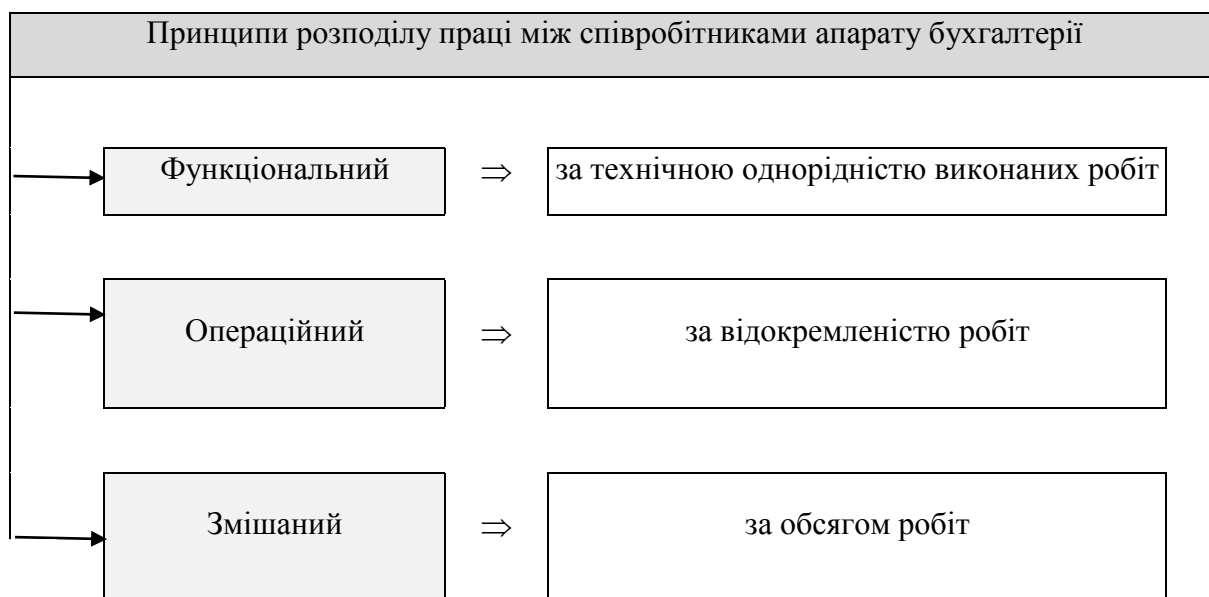 Принципи розподілу праці між співробітниками апарату бухгалтерії
Функціональний ⇒ за технічною однорідністю виконаних робіт
Операційний ⇒ за відокремленістю робіт
Змішаний ⇒ за обсягом робіт